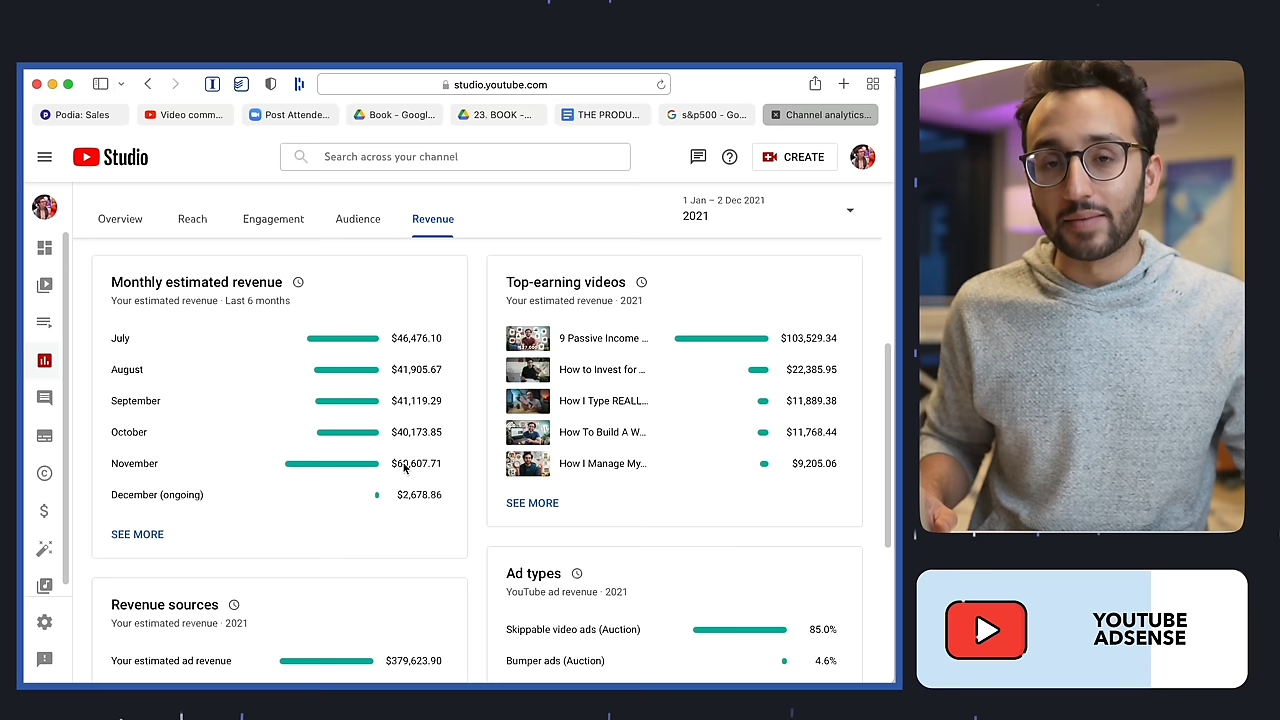 studio.youtube.com
Podia: Sales
Video comm...
Post Attende...
Book - Googl...
23. BOOK -...
THE PRODU...
s&p500 - Go...
Channel analytics...
Studio
Search across your channel
CREATE
Overview
Reach
Engagement
Audience
Revenue
1 Jan – 2 Dec 2021
2021
Monthly estimated revenue
Your estimated revenue · Last 6 months
July $46,476.10
August $41,905.67
September $41,119.29
October $40,173.85
November
December (ongoing) $2,678.86
SEE MORE
Top-earning videos
Your estimated revenue · 2021
9 Passive Income ... $103,529.34
How to Invest for ... $22,385.95
How I Type REALL... $11,889.38
How To Build A W... $11,768.44
How I Manage My... $9,205.06
SEE MORE
Revenue sources
Your estimated revenue · 2021
Your estimated ad revenue $379,623.90
Ad types
YouTube ad revenue · 2021
Skippable video ads (Auction) 85.0%
Bumper ads (Auction) 4.6%
YOUTUBE
ADSENSE